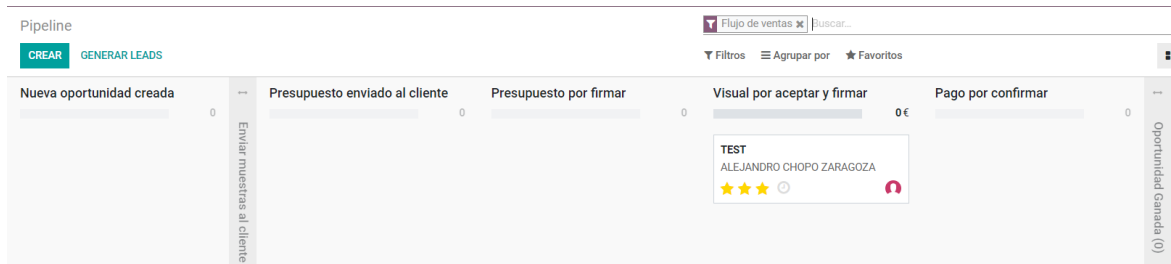 Pipeline
Flujo de ventas ✖ Buscar...
CREAR GENERAR LEADS
Filtros Agrupar por Favoritos
Nueva oportunidad creada
0
Enviar muestras al cliente
Presupuesto enviado al cliente
0
Presupuesto por firmar
0
Visual por aceptar y firmar
0 €
TEST
ALEJANDRO CHOPO ZARAGOZA
Pago por confirmar
0
Oportunidad Ganada (0)